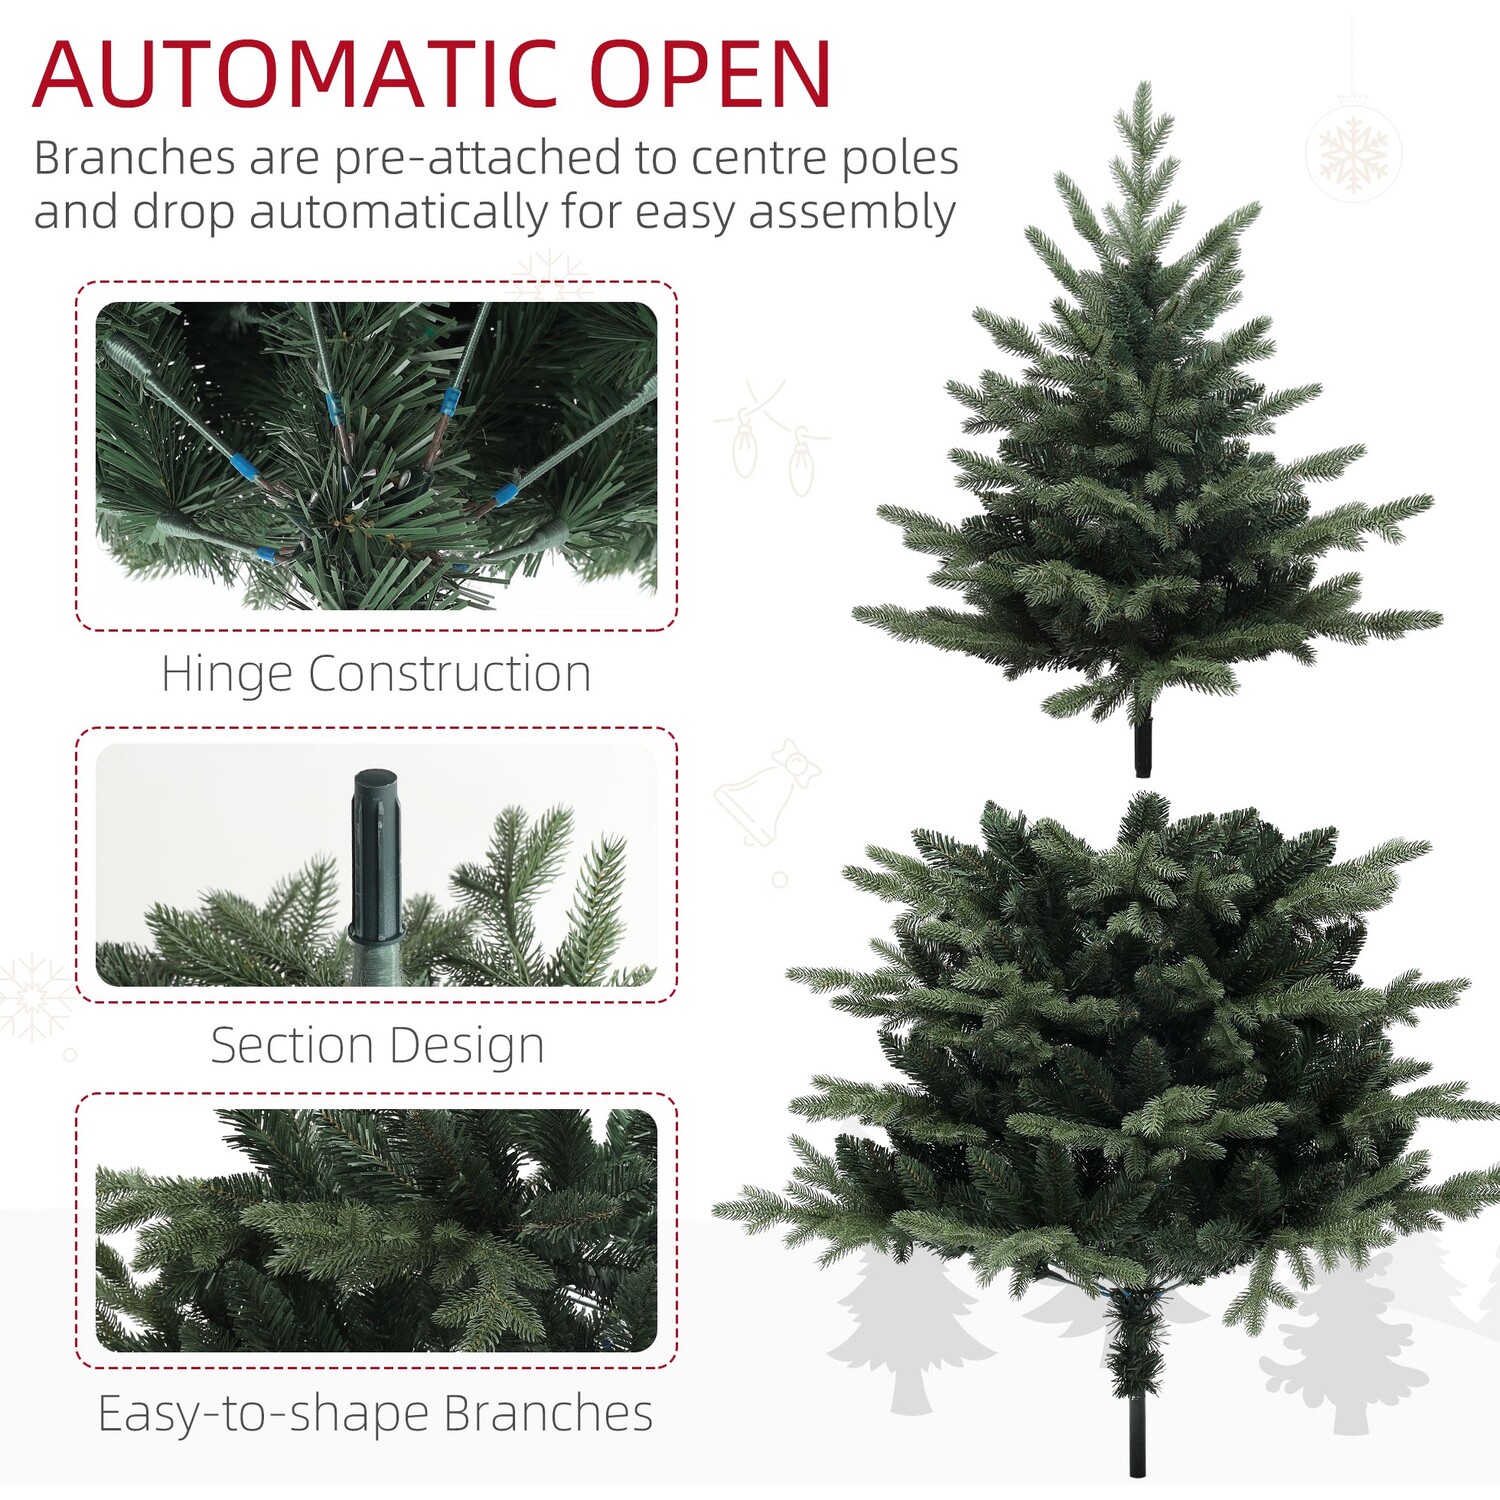 AUTOMATIC OPEN
Branches are pre-attached to centre poles
and drop automatically for easy assembly
Hinge Construction
Section Design
Easy-to-shape Branches